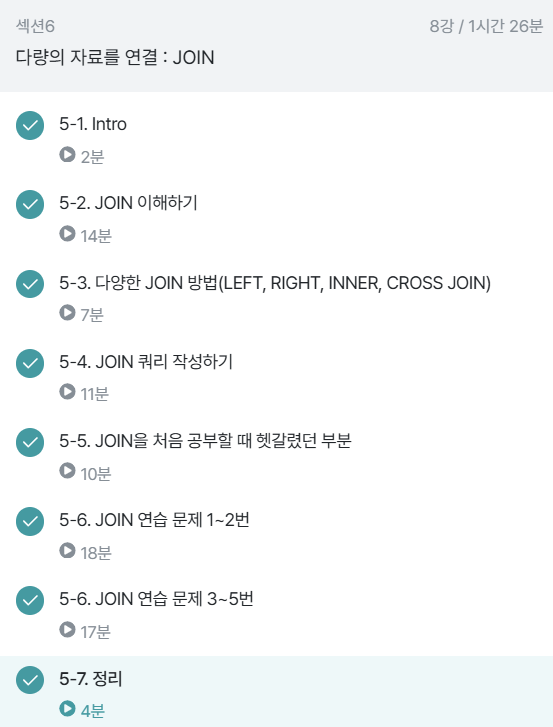 섹션6 8강 / 1시간 26분
다량의 자료를 연결 : JOIN
5-1. Intro
2분
5-2. JOIN 이해하기
14분
5-3. 다양한 JOIN 방법(LEFT, RIGHT, INNER, CROSS JOIN)
7분
5-4. JOIN 쿼리 작성하기
11분
5-5. JOIN을 처음 공부할 때 헷갈렸던 부분
10분
5-6. JOIN 연습 문제 1~2번
18분
5-6. JOIN 연습 문제 3~5번
17분
5-7. 정리
4분